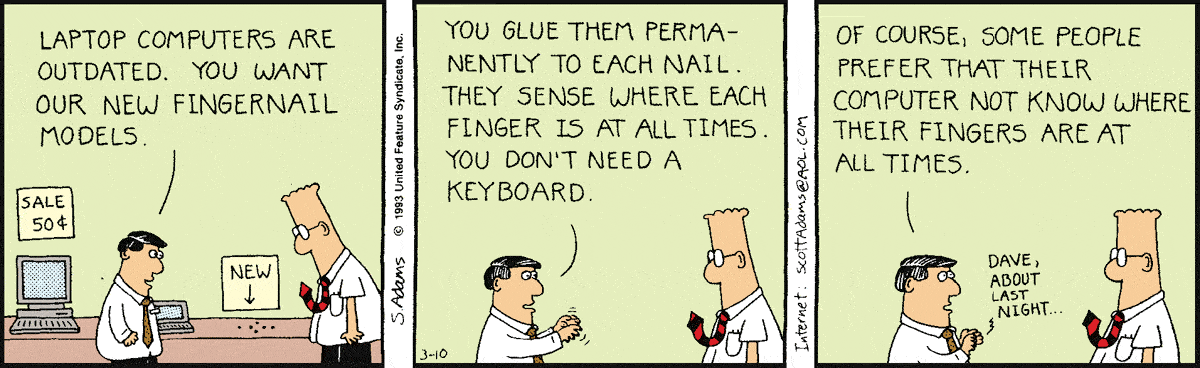 LAPTOP COMPUTERS ARE
OUTDATED. YOU WANT
OUR NEW FINGERNAIL
MODELS.
SALE
50¢
NEW
↓
S. Adams © 1993 United Feature Syndicate, Inc.
YOU GLUE THEM PERMA-
NENTLY TO EACH NAIL.
THEY SENSE WHERE EACH
FINGER IS AT ALL TIMES.
YOU DON'T NEED A
KEYBOARD.
3-10
Internet: scottAdams@AOL.COM
OF COURSE, SOME PEOPLE
PREFER THAT THEIR
COMPUTER NOT KNOW WHERE
THEIR FINGERS ARE AT
ALL TIMES.
DAVE,
ABOUT
LAST
NIGHT...